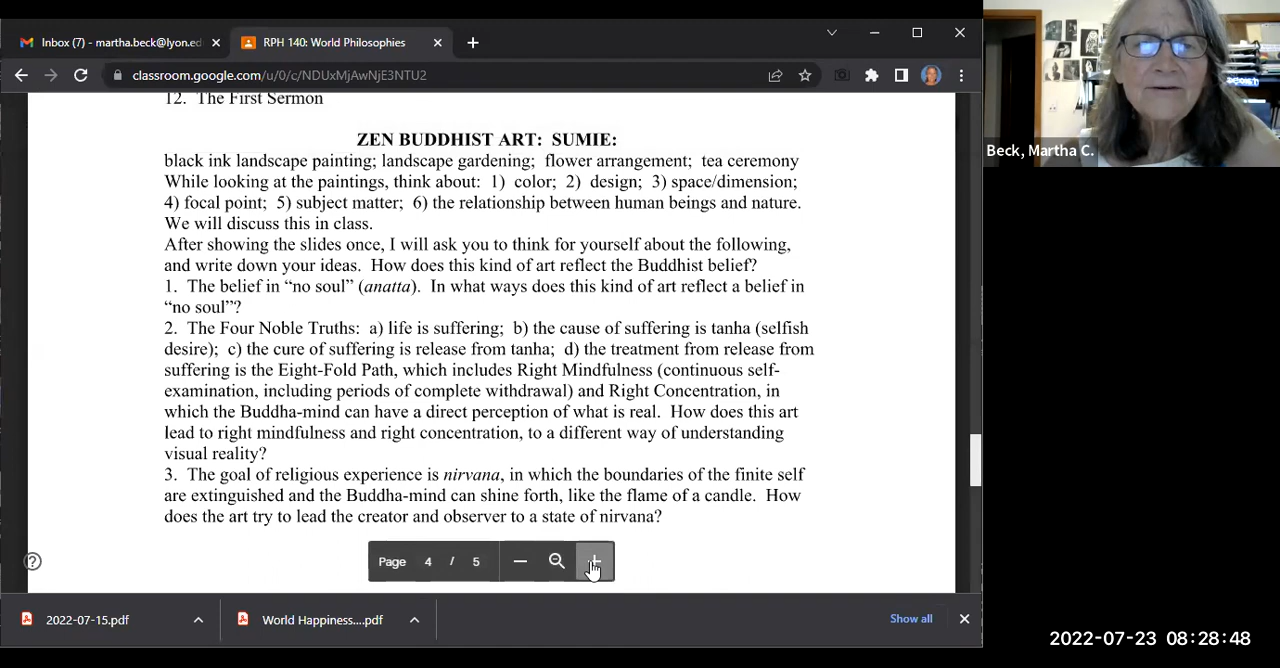 Inbox (7) - martha.beck@lyon.ed
RPH 140: World Philosophies
classroom.google.com/u/0/c/NDUxMjAwNjE3NTU2
Beck, Martha C.
12. The First Sermon
ZEN BUDDHIST ART: SUMIE:
black ink landscape painting; landscape gardening; flower arrangement; tea ceremony
While looking at the paintings, think about: 1) color; 2) design; 3) space/dimension;
4) focal point; 5) subject matter; 6) the relationship between human beings and nature.
We will discuss this in class.
After showing the slides once, I will ask you to think for yourself about the following,
and write down your ideas. How does this kind of art reflect the Buddhist belief?
1. The belief in “no soul” (anatta). In what ways does this kind of art reflect a belief in
“no soul”?
2. The Four Noble Truths: a) life is suffering; b) the cause of suffering is tanha (selfish
desire); c) the cure of suffering is release from tanha; d) the treatment from release from
suffering is the Eight-Fold Path, which includes Right Mindfulness (continuous self-
examination, including periods of complete withdrawal) and Right Concentration, in
which the Buddha-mind can have a direct perception of what is real. How does this art
lead to right mindfulness and right concentration, to a different way of understanding
visual reality?
3. The goal of religious experience is nirvana, in which the boundaries of the finite self
are extinguished and the Buddha-mind can shine forth, like the flame of a candle. How
does the art try to lead the creator and observer to a state of nirvana?
Page 4 / 5
2022-07-15.pdf
World Happiness....pdf
Show all
2022-07-23 08:28:48